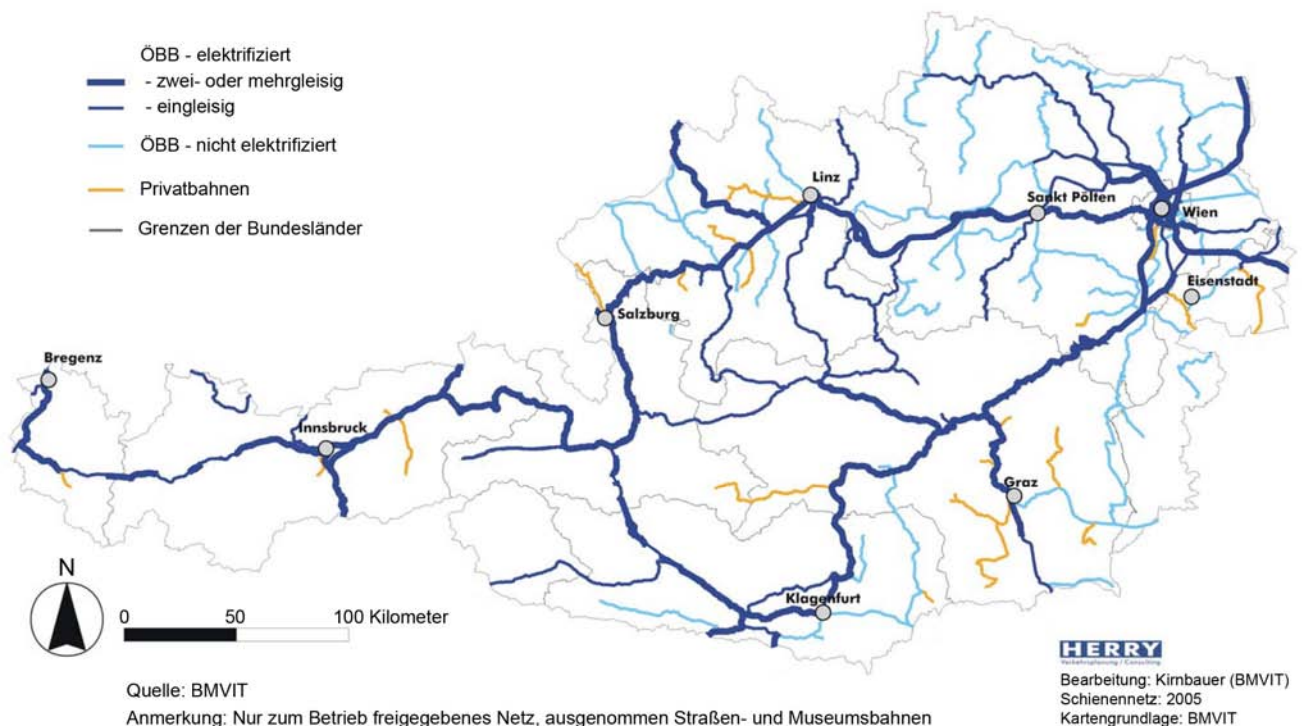 ÖBB - elektrifiziert
- zwei- oder mehrgleisig
- eingleisig
ÖBB - nicht elektrifiziert
Privatbahnen
Grenzen der Bundesländer
Linz
Sankt Pölten
Wien
Eisenstadt
Salzburg
Bregenz
Innsbruck
Graz
Klagenfurt
N
0 50 100 Kilometer
HERRY
Verkehrsplanung / Consulting
Quelle: BMVIT
Anmerkung: Nur zum Betrieb freigegebenes Netz, ausgenommen Straßen- und Museumsbahnen
Bearbeitung: Kirnbauer (BMVIT)
Schienennetz: 2005
Kartengrundlage: BMVIT